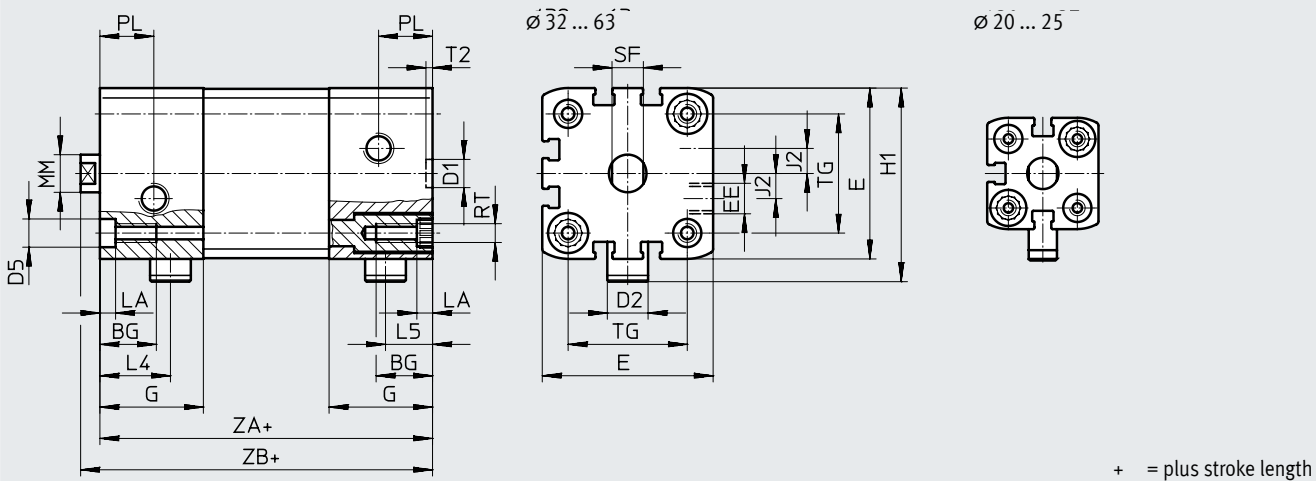 PL
PL
T2
MM
D1
RT
D5
LA
LA
BG
L5
L4
BG
G
G
ZA+
ZB+
Ø 32 ... 63
SF
J2
J2
TG
EE
E
H1
D2
TG
E
Ø 20 ... 25
+ = plus stroke length